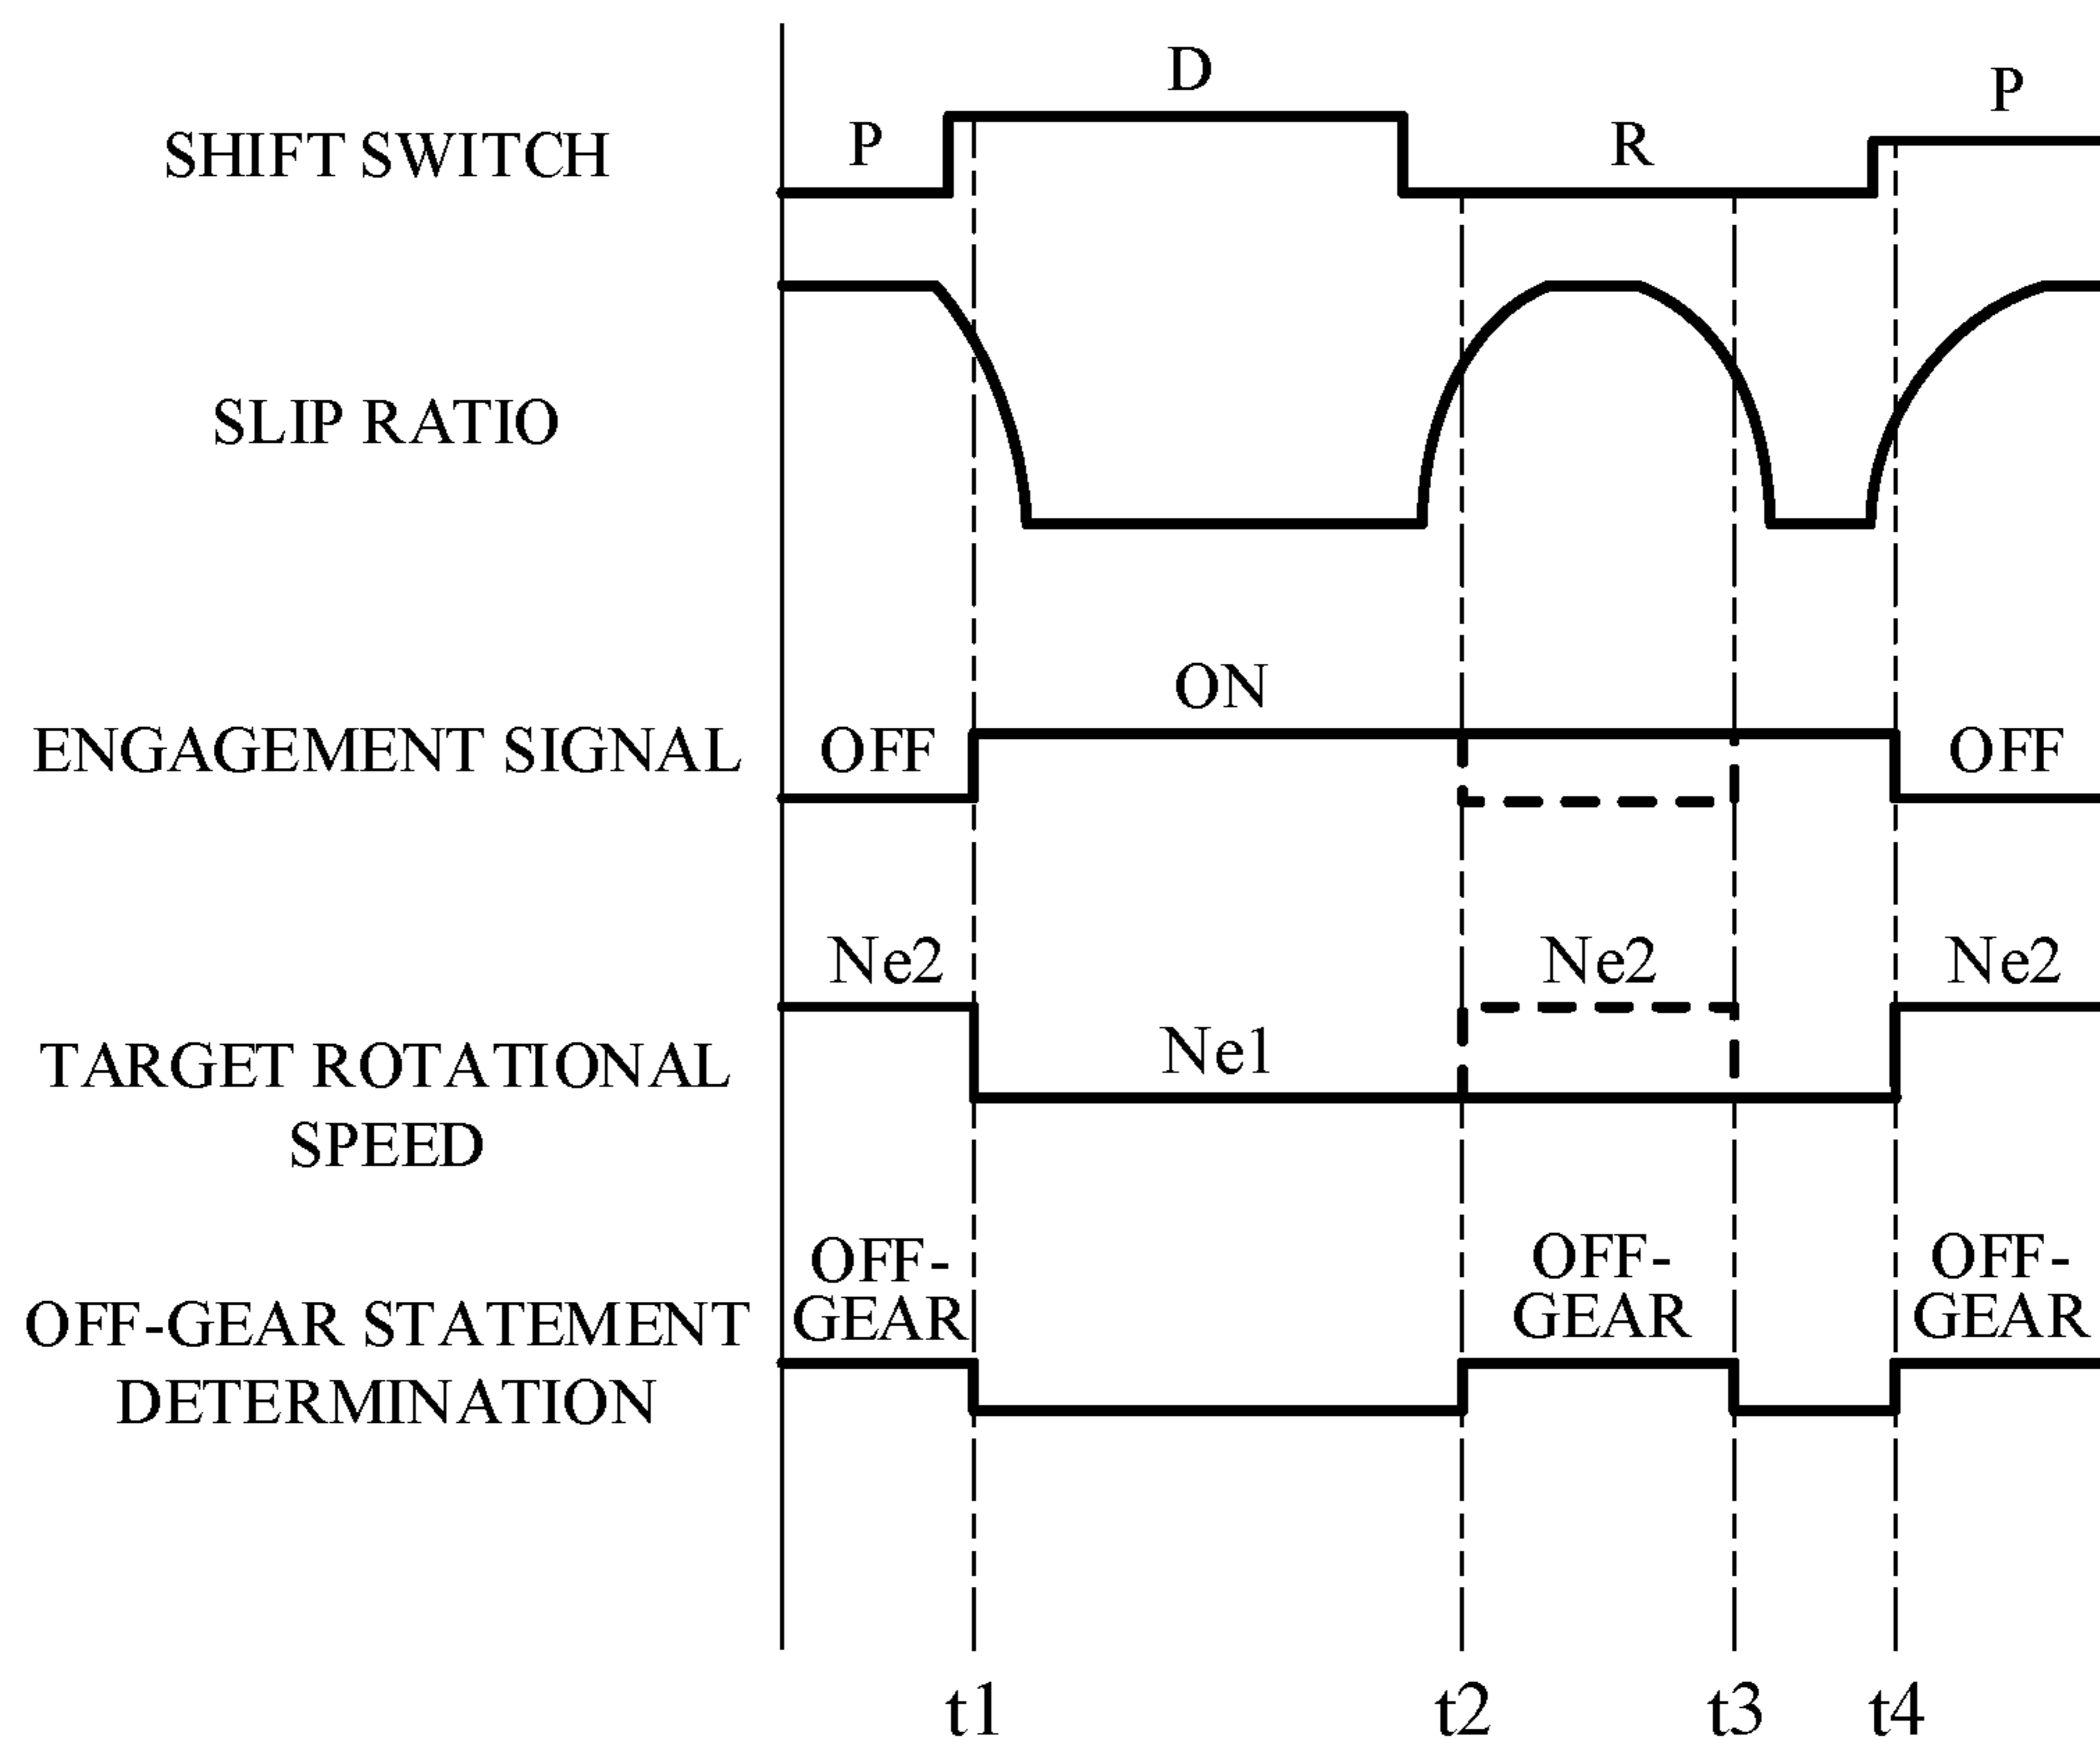 D
P
P
R
SHIFT SWITCH
SLIP RATIO
ON
ENGAGEMENT SIGNAL
OFF
OFF
Ne2
Ne2
Ne2
Ne1
TARGET ROTATIONAL
SPEED
OFF-
GEAR
OFF-
GEAR
OFF-
GEAR
OFF-GEAR STATEMENT
DETERMINATION
t1
t2
t3
t4